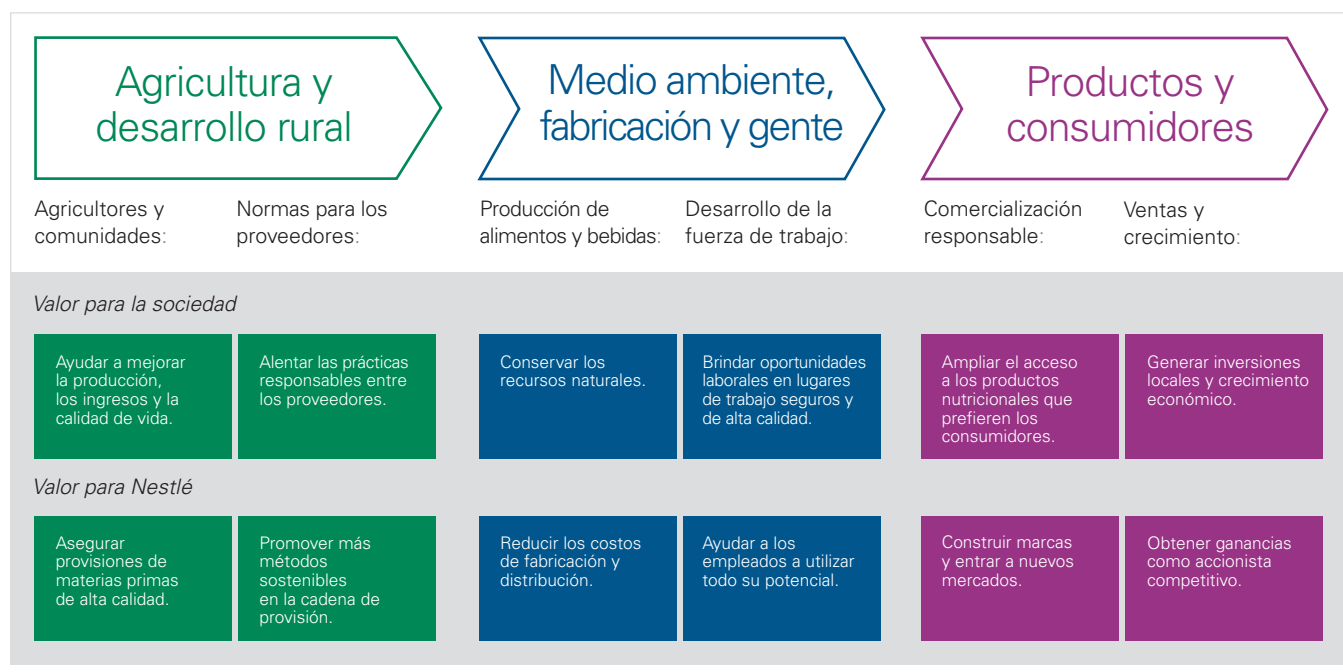 Agricultura y
desarrollo rural
Medio ambiente,
fabricación y gente
Productos y
consumidores
Agricultores y
comunidades:
Normas para los
proveedores:
Producción de
alimentos y bebidas:
Desarrollo de la
fuerza de trabajo:
Comercialización
responsable:
Ventas y
crecimiento:
Valor para la sociedad
Ayudar a mejorar
la producción,
los ingresos y la
calidad de vida.
Alentar las prácticas
responsables entre
los proveedores.
Conservar los
recursos naturales.
Brindar oportunidades
laborales en lugares
de trabajo seguros y
de alta calidad.
Ampliar el acceso
a los productos
nutricionales que
prefieren los
consumidores.
Generar inversiones
locales y crecimiento
económico.
Valor para Nestlé
Asegurar
provisiones de
materias primas
de alta calidad.
Promover más
métodos
sostenibles
en la cadena de
provisión.
Reducir los costos
de fabricación y
distribución.
Ayudar a los
empleados a utilizar
todo su potencial.
Construir marcas
y entrar a nuevos
mercados.
Obtener ganancias
como accionista
competitivo.